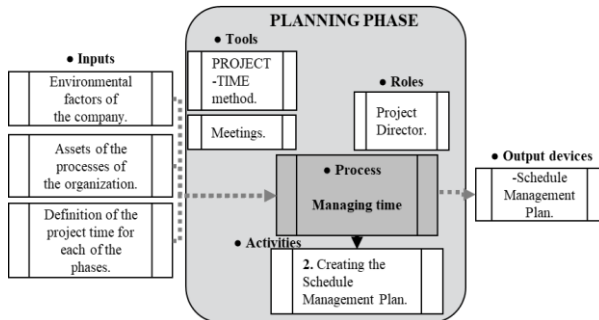 PLANNING PHASE
● Inputs
Environmental
factors of
the company.
Assets of the
processes of
the organization.
Definition of the
project time for
each of the
phases.
● Tools
PROJECT
-TIME
method.
Meetings.
● Roles
Project
Director.
● Process
Managing time
● Activities
2. Creating the
Schedule
Management Plan.
● Output devices
-Schedule
Management
Plan.